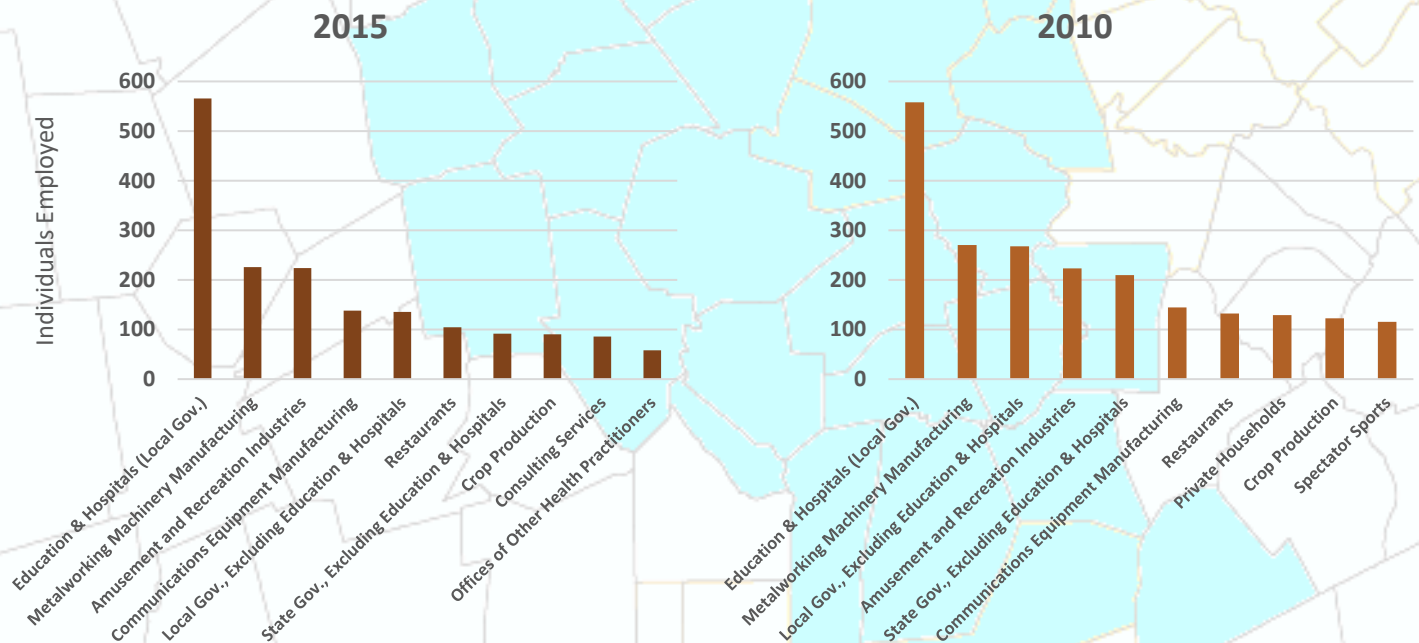 2015
Individuals Employed
600
500
400
300
200
100
0
Education & Hospitals (Local Gov.)
Metalworking Machinery Manufacturing
Amusement and Recreation Industries
Communications Equipment Manufacturing
Local Gov., Excluding Education & Hospitals
Restaurants
State Gov., Excluding Education & Hospitals
Crop Production
Consulting Services
Offices of Other Health Practitioners
2010
600
500
400
300
200
100
0
Education & Hospitals (Local Gov.)
Metalworking Machinery Manufacturing
Local Gov., Excluding Education & Hospitals
Amusement and Recreation Industries
State Gov., Excluding Education & Hospitals
Communications Equipment Manufacturing
Restaurants
Private Households
Crop Production
Spectator Sports